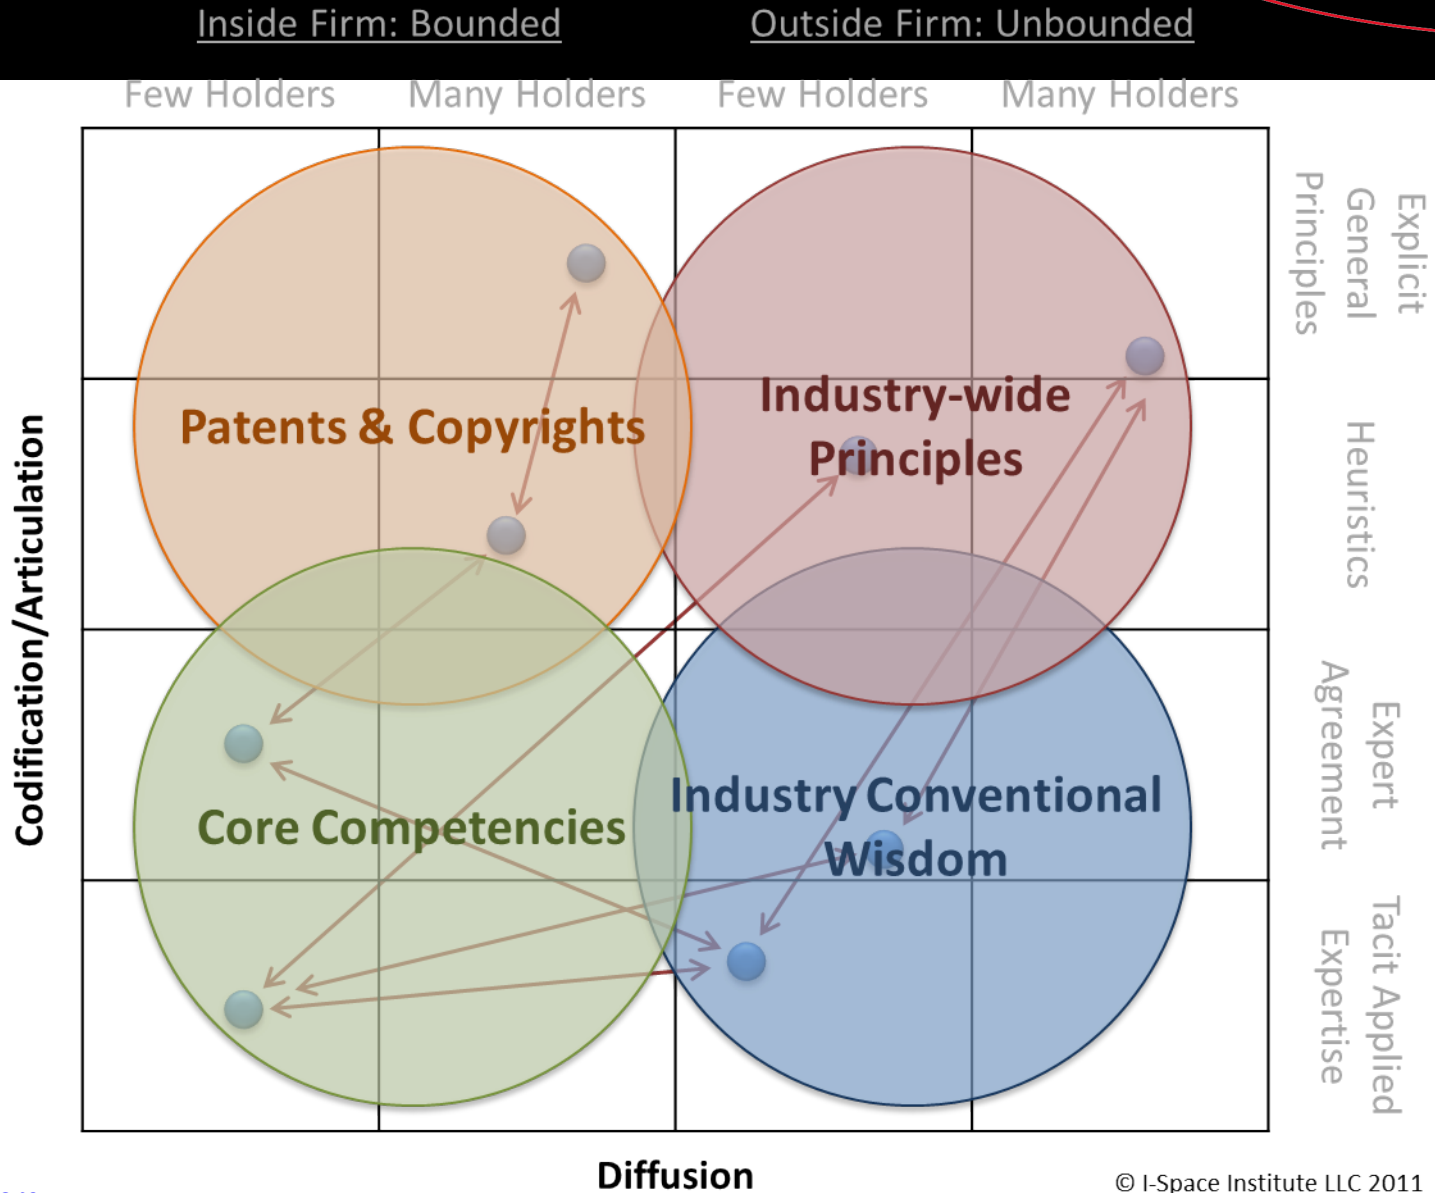 Inside Firm: Bounded
Outside Firm: Unbounded
Few Holders
Many Holders
Few Holders
Many Holders
Explicit
General
Principles
Heuristics
Expert
Agreement
Tacit Applied
Expertise
Codification/Articulation
Patents & Copyrights
Industry-wide
Principles
Core Competencies
Industry Conventional
Wisdom
Diffusion
© I-Space Institute LLC 2011